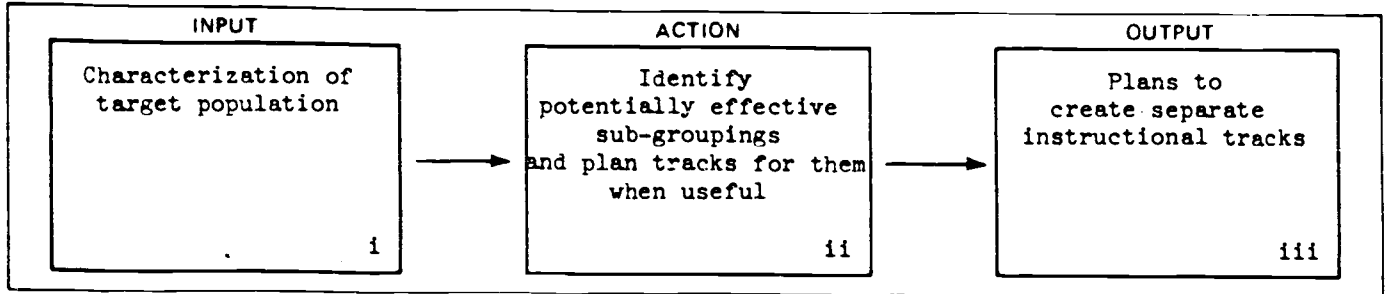 INPUT
Characterization of
target population
i
ACTION
Identify
potentially effective
sub-groupings
and plan tracks for them
when useful
ii
OUTPUT
Plans to
create separate
instructional tracks
iii